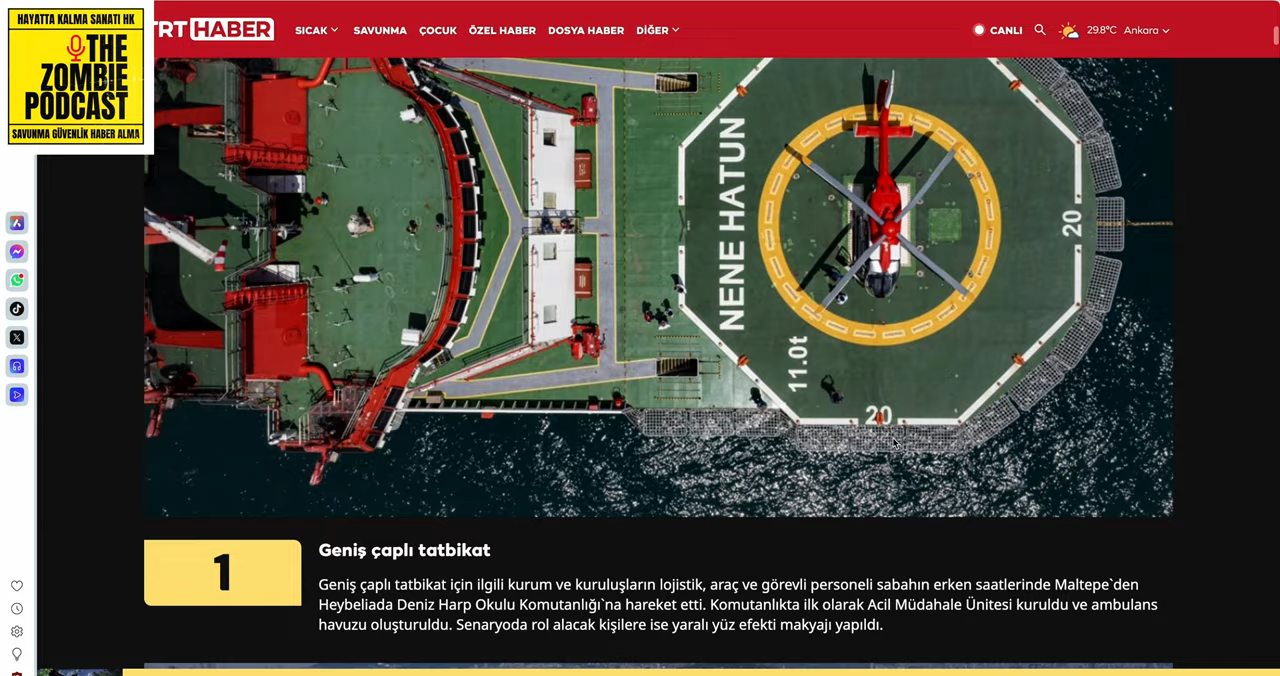 HAYATTA KALMA SANATI HK
THE
ZOMBIE
PODCAST
SAVUNMA GÜVENLİK HABER ALMA
TRT HABER
SICAK
SAVUNMA
ÇOCUK
ÖZEL HABER
DOSYA HABER
DİĞER
CANLI
29.8°C
Ankara
NENE HATUN
20
11.0t
20
1
Geniş çaplı tatbikat
Geniş çaplı tatbikat için ilgili kurum ve kuruluşların lojistik, araç ve görevli personeli sabahın erken saatlerinde Maltepe`den
Heybeliada Deniz Harp Okulu Komutanlığı`na hareket etti. Komutanlıkta ilk olarak Acil Müdahale Ünitesi kuruldu ve ambulans
havuzu oluşturuldu. Senaryoda rol alacak kişilere ise yaralı yüz efekti makyajı yapıldı.